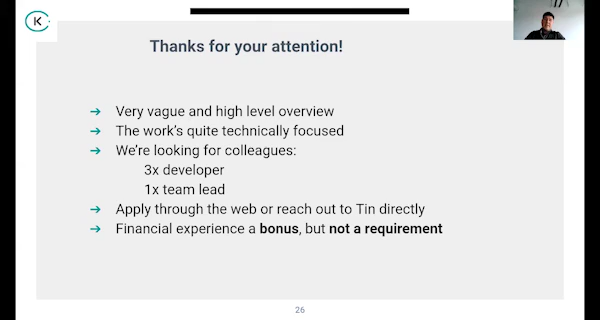 K
Thanks for your attention!
→ Very vague and high level overview
→ The work's quite technically focused
→ We're looking for colleagues:
3x developer
1x team lead
→ Apply through the web or reach out to Tin directly
→ Financial experience a bonus, but not a requirement
26